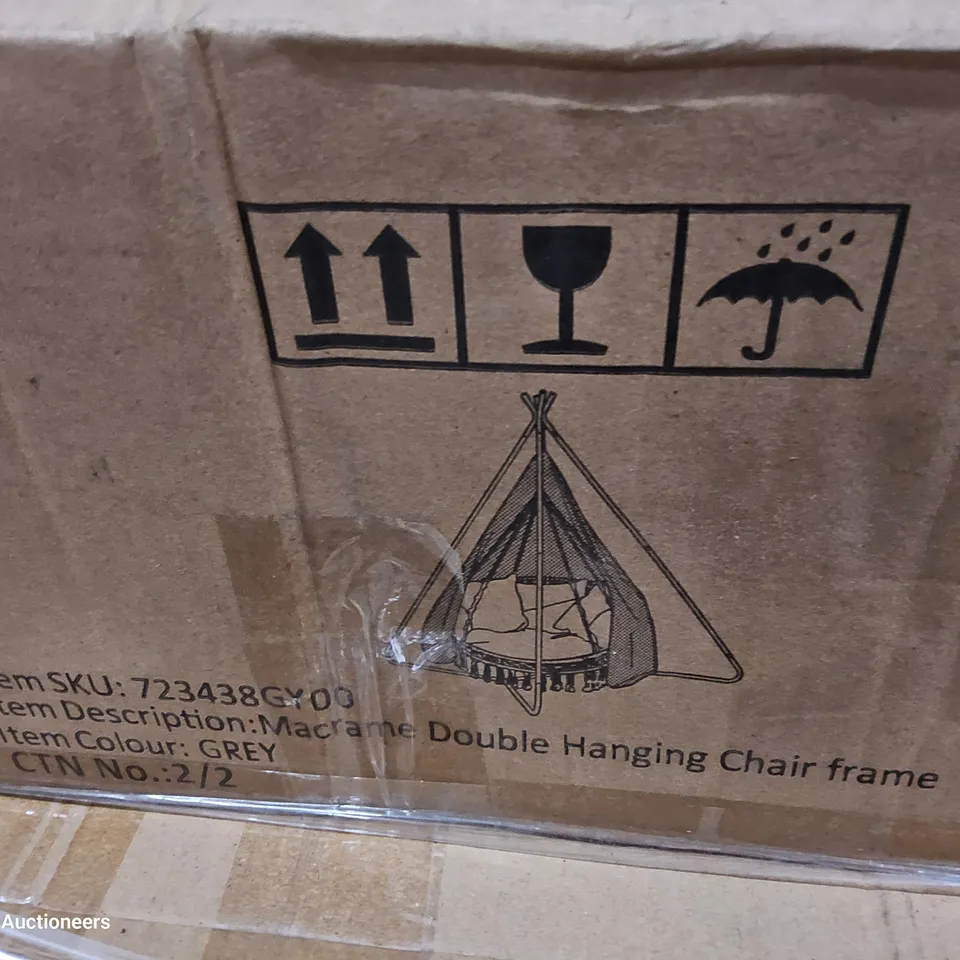 em SKU: 723438GY00
tem Description:Macrame Double Hanging Chair frame
Item Colour: GREY
CTN No.:2/2
Auctioneers